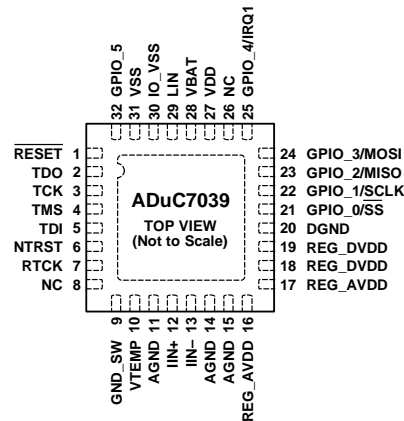 32 GPIO_5
31 VSS
30 IO_VSS
29 LIN
28 VBAT
27 VDD
26 NC
25 GPIO_4/IRQ1
RESET 1
TDO 2
TCK 3
TMS 4
TDI 5
NTRST 6
RTCK 7
NC 8
ADuC7039
TOP VIEW
(Not to Scale)
24 GPIO_3/MOSI
23 GPIO_2/MISO
22 GPIO_1/SCLK
21 GPIO_0/SS
20 DGND
19 REG_DVDD
18 REG_DVDD
17 REG_AVDD
GND_SW 9
VTEMP 10
AGND 11
IIN+ 12
IIN– 13
AGND 14
AGND 15
REG_AVDD 16